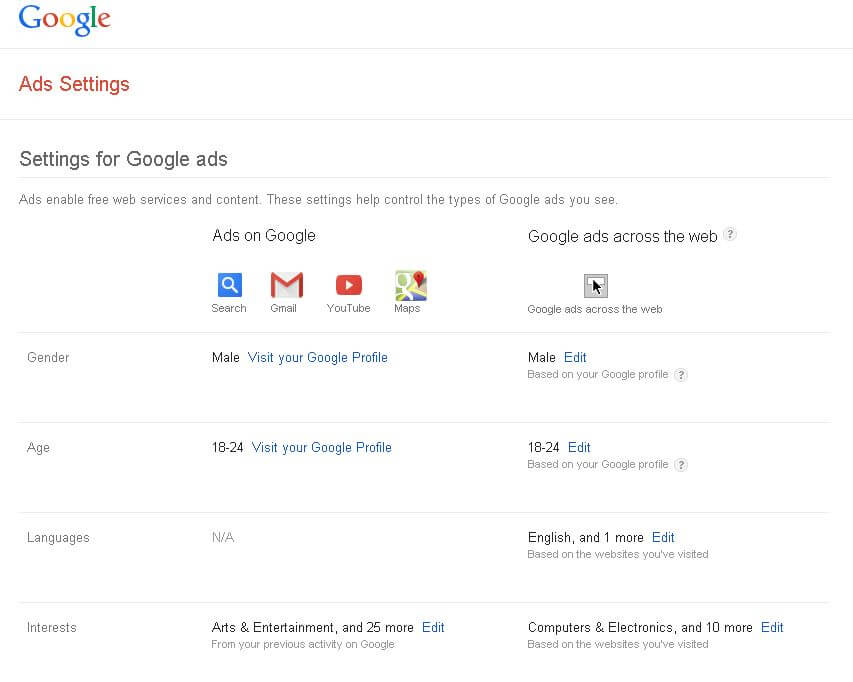 Google
Ads Settings
Settings for Google ads
Ads enable free web services and content. These settings help control the types of Google ads you see.
Ads on Google
Google ads across the web ?
Search Gmail YouTube Maps
Google ads across the web
Gender
Male Visit your Google Profile
Male Edit
Based on your Google profile ?
Age
18-24 Visit your Google Profile
18-24 Edit
Based on your Google profile ?
Languages
N/A
English, and 1 more Edit
Based on the websites you've visited
Interests
Arts & Entertainment, and 25 more Edit
From your previous activity on Google
Computers & Electronics, and 10 more Edit
Based on the websites you've visited